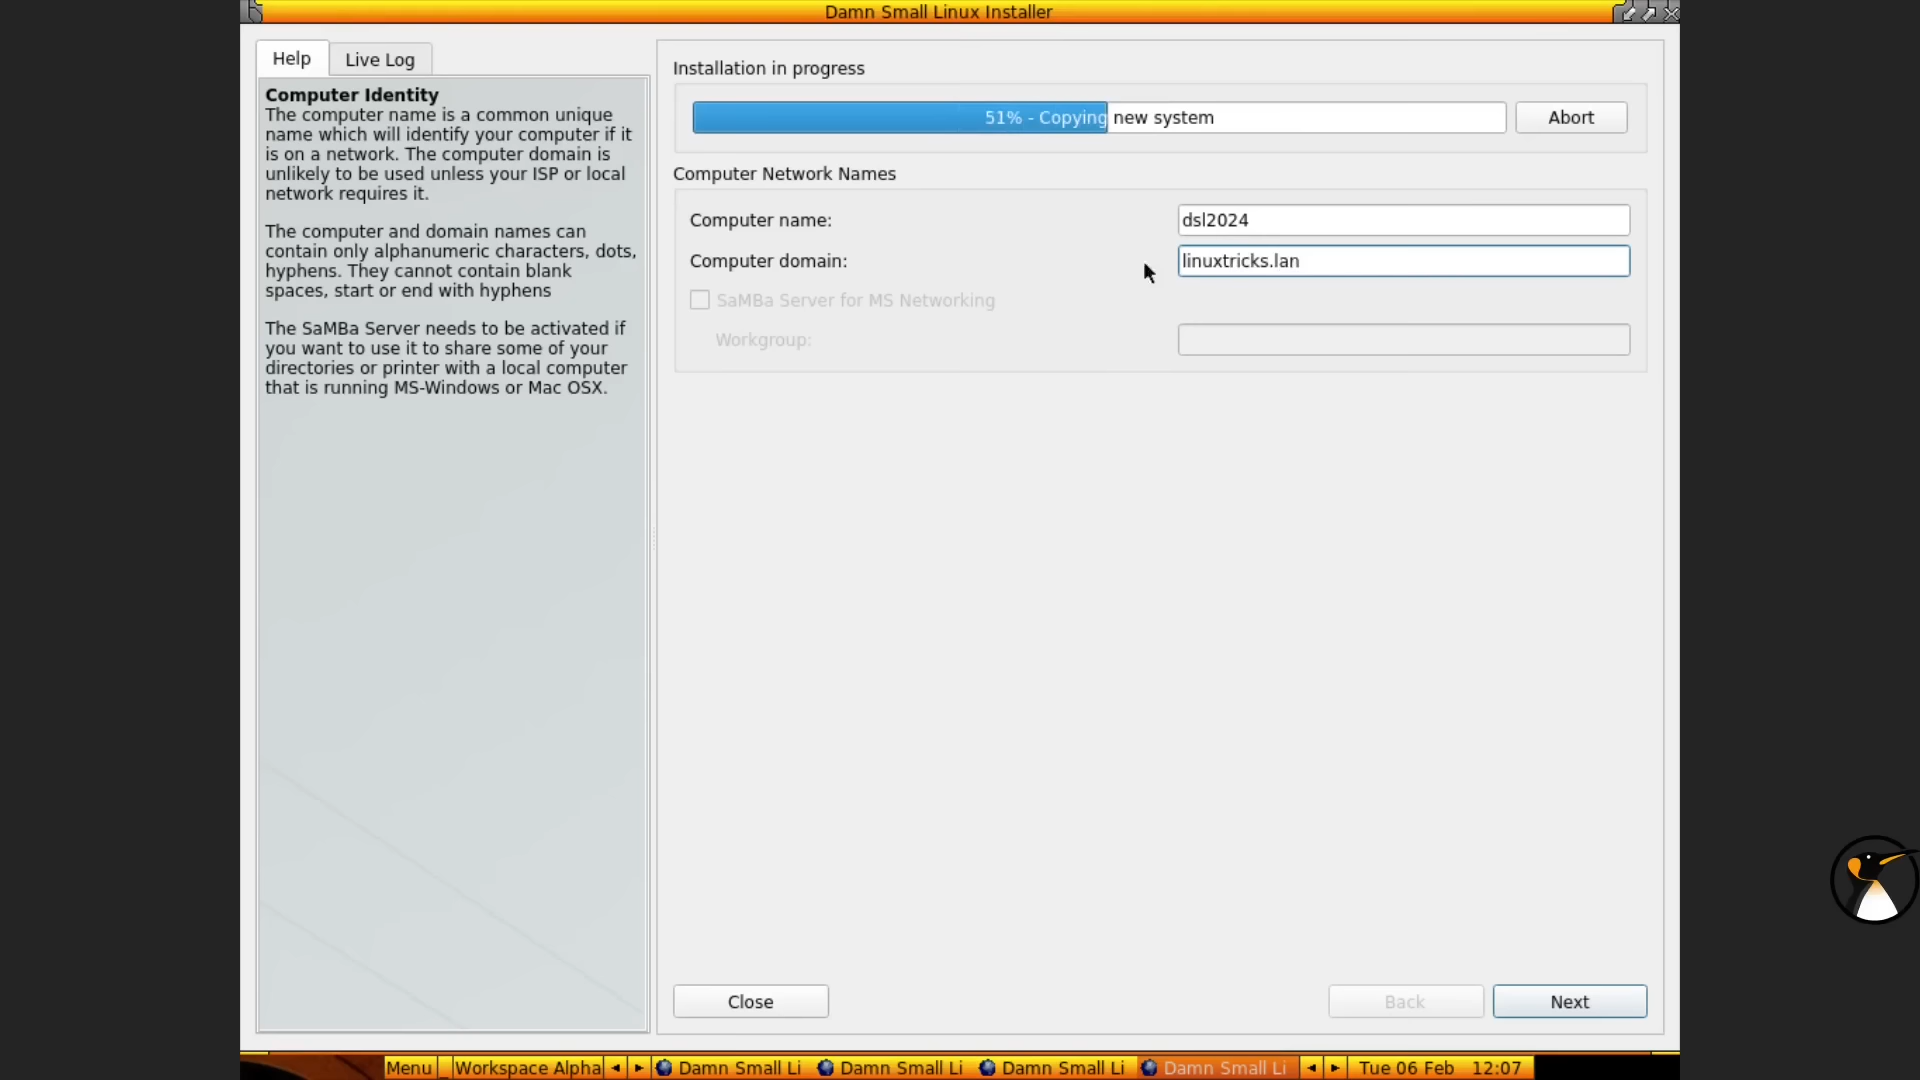 Damn Small Linux Installer
Help
Live Log
Computer Identity
The computer name is a common unique
name which will identify your computer if it
is on a network. The computer domain is
unlikely to be used unless your ISP or local
network requires it.
The computer and domain names can
contain only alphanumeric characters, dots,
hyphens. They cannot contain blank
spaces, start or end with hyphens
The SaMBa Server needs to be activated if
you want to use it to share some of your
directories or printer with a local computer
that is running MS-Windows or Mac OSX.
Installation in progress
51% - Copying new system
Abort
Computer Network Names
Computer name:
dsl2024
Computer domain:
linuxtricks.lan
SaMBa Server for MS Networking
Workgroup:
Close
Back
Next
Menu
Workspace Alpha
Damn Small Li
Damn Small Li
Damn Small Li
Damn Small Li
Tue 06 Feb 12:07